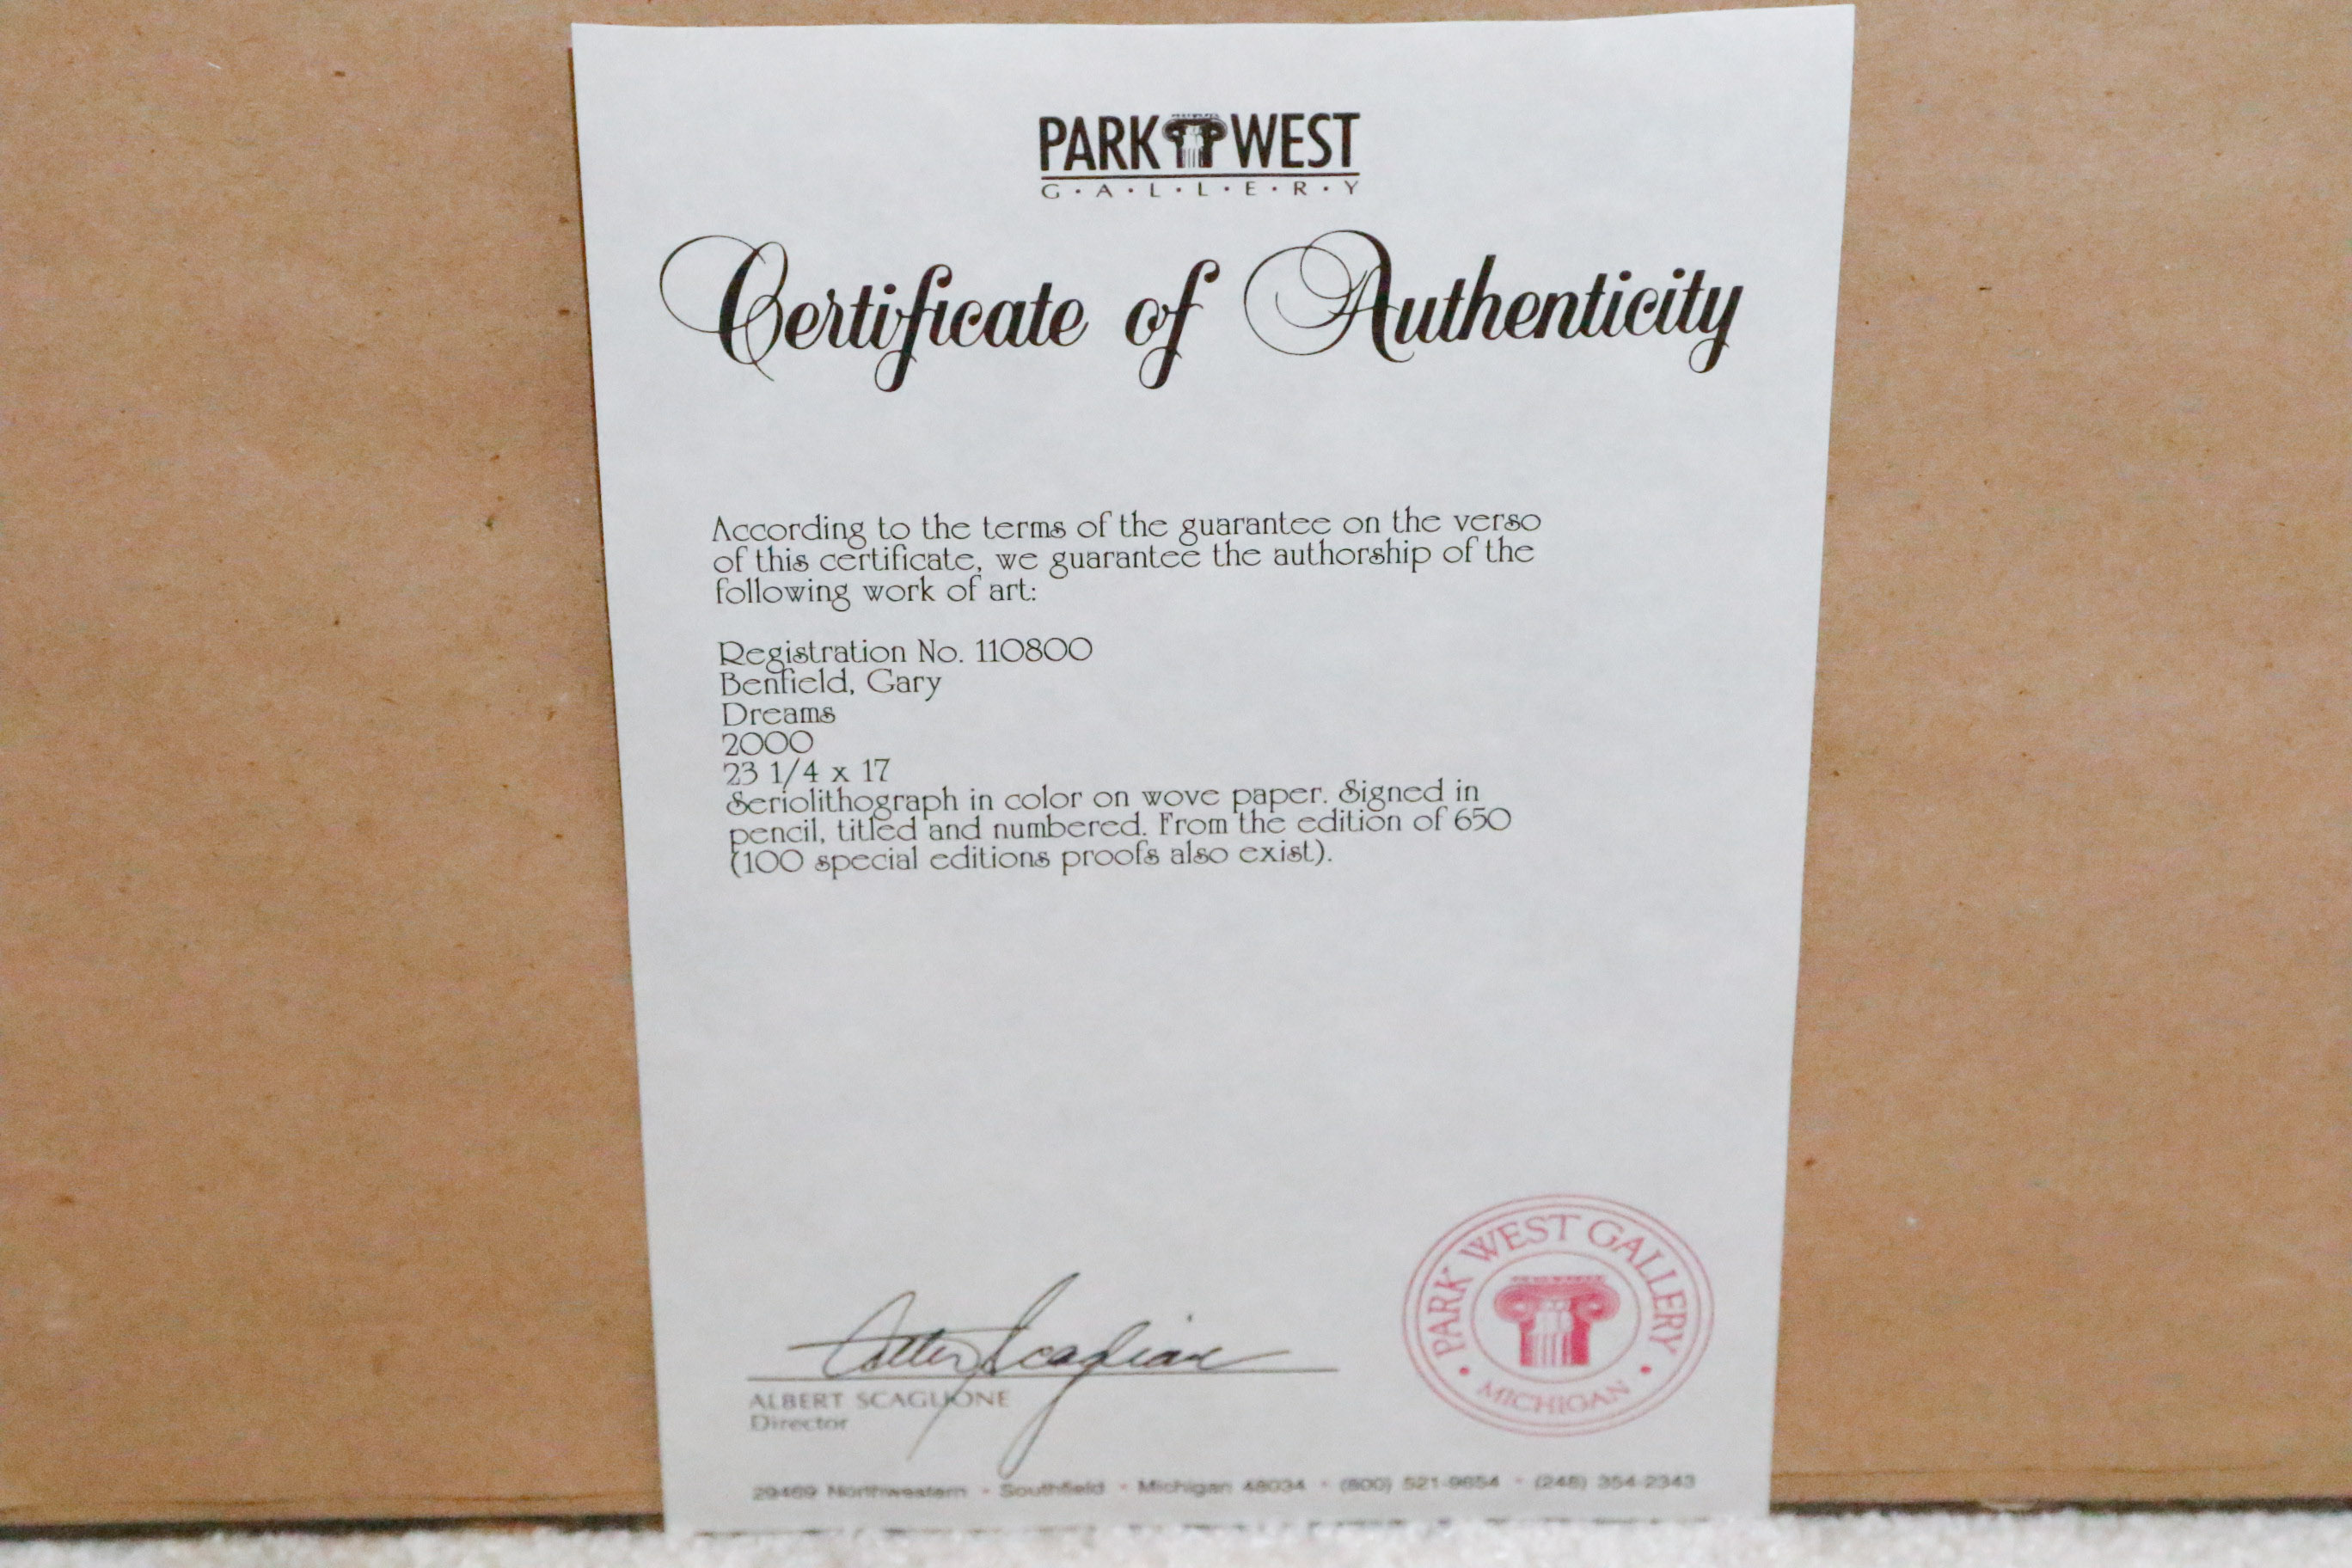 PARK WEST
G·A·L·L·E·R·Y
Certificate of Authenticity
According to the terms of the guarantee on the verso
of this certificate, we guarantee the authorship of the
following work of art:
Registration No. 110800
Benfield, Gary
Dreams
2000
23 1/4 x 17
Seriolithograph in color on wove paper. Signed in
pencil, titled and numbered. From the edition of 650
(100 special editions proofs also exist).
Albert Scaglione
ALBERT SCAGLIONE
Director
PARK WEST GALLERY
• MICHIGAN •
29469 Northwestern · Southfield · Michigan 48034 · (800) 521-9654 · (248) 354-2343